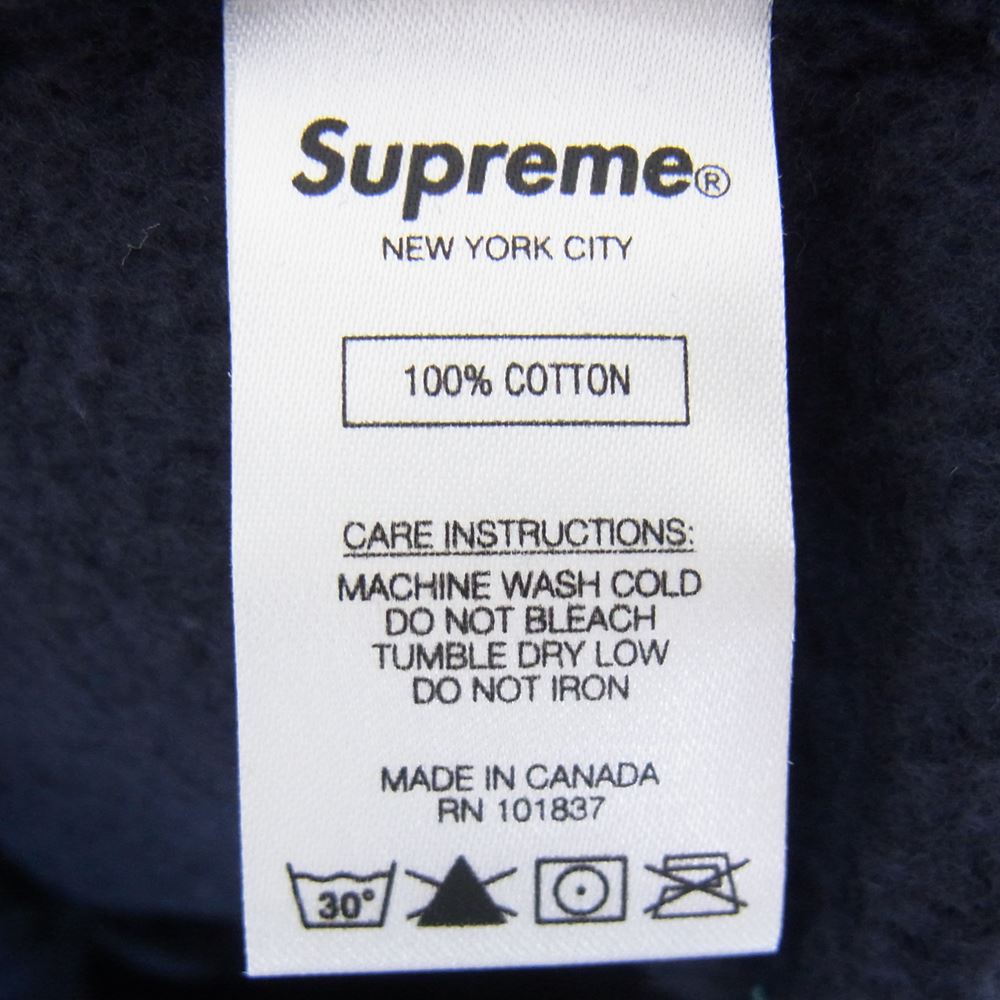 Supreme®
NEW YORK CITY
100% COTTON
CARE INSTRUCTIONS:
MACHINE WASH COLD
DO NOT BLEACH
TUMBLE DRY LOW
DO NOT IRON
MADE IN CANADA
RN 101837
30°